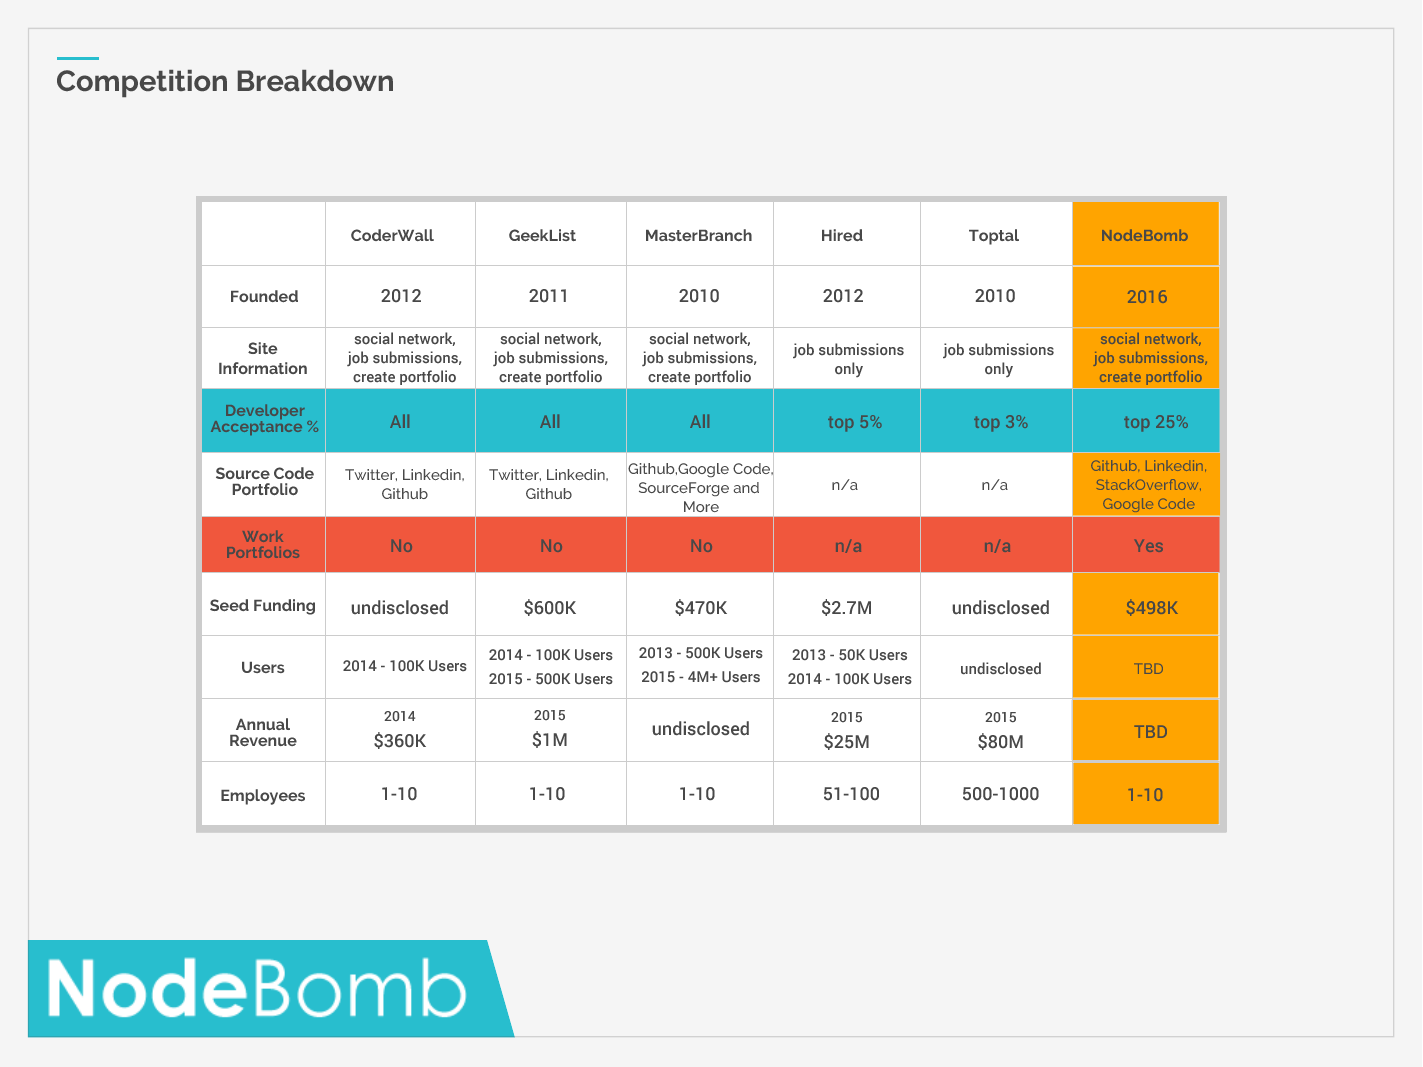 Competition Breakdown
CoderWall GeekList MasterBranch Hired Toptal NodeBomb
Founded 2012 2011 2010 2012 2010 2016
Site Information
social network,
job submissions,
create portfolio
social network,
job submissions,
create portfolio
social network,
job submissions,
create portfolio
job submissions
only
job submissions
only
social network,
job submissions,
create portfolio
Developer
Acceptance %
All All All top 5% top 3% top 25%
Source Code
Portfolio
Twitter, Linkedin,
Github
Twitter, Linkedin,
Github
Github,Google Code,
SourceForge and
More
n/a
n/a
Github, Linkedin,
StackOverflow,
Google Code
Work
Portfolios
No No No n/a n/a Yes
Seed Funding undisclosed $600K $470K $2.7M undisclosed $498K
Users
2014 - 100K Users
2014 - 100K Users
2015 - 500K Users
2013 - 500K Users
2015 - 4M+ Users
2013 - 50K Users
2014 - 100K Users
undisclosed
TBD
Annual
Revenue
2014
$360K
2015
$1M
undisclosed
2015
$25M
2015
$80M
TBD
Employees 1-10 1-10 1-10 51-100 500-1000 1-10
NodeBomb